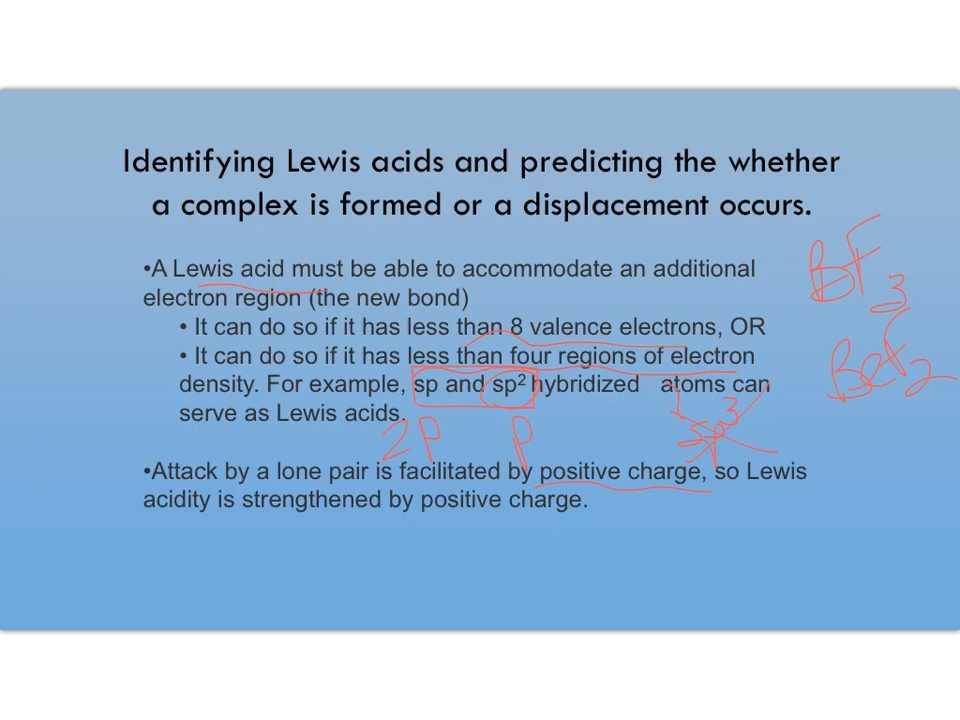 Identifying Lewis acids and predicting the whether
a complex is formed or a displacement occurs.
•A Lewis acid must be able to accommodate an additional
electron region (the new bond)
• It can do so if it has less than 8 valence electrons, OR
• It can do so if it has less than four regions of electron
density. For example, sp and sp² hybridized atoms can
serve as Lewis acids.
•Attack by a lone pair is facilitated by positive charge, so Lewis
acidity is strengthened by positive charge.
BF3
BeF2
2P
P
sp3